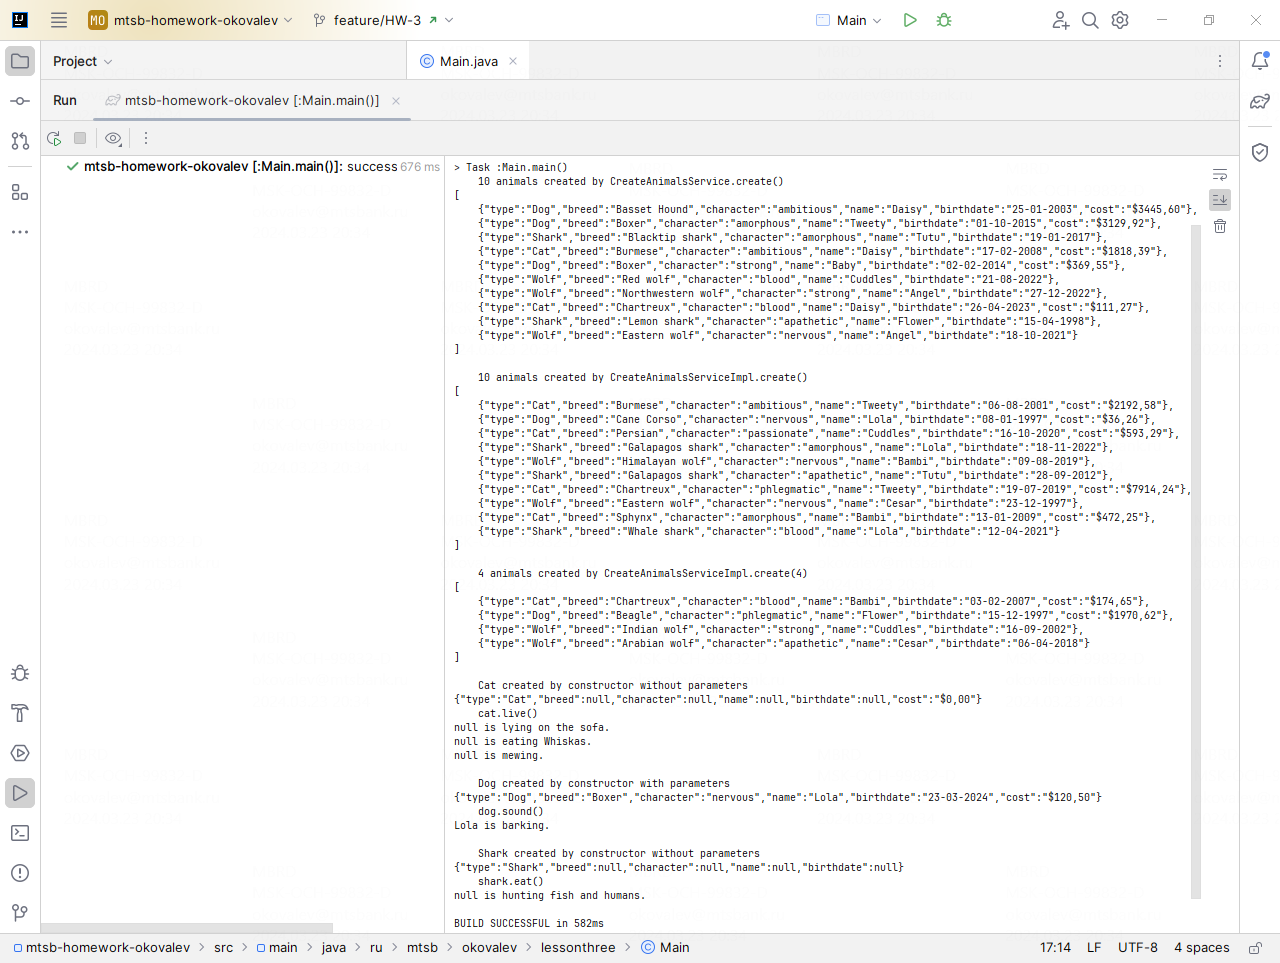 MO mtsb-homework-okovalev feature/HW-3 Main
Project Main.java
Run mtsb-homework-okovalev [:Main.main()]
mtsb-homework-okovalev [:Main.main()]: success 676 ms
> Task :Main.main()
10 animals created by CreateAnimalsService.create()
[
{"type":"Dog","breed":"Basset Hound","character":"ambitious","name":"Daisy","birthdate":"25-01-2003","cost":"$3445,60"},
{"type":"Dog","breed":"Boxer","character":"amorphous","name":"Tweety","birthdate":"01-10-2015","cost":"$3129,92"},
{"type":"Shark","breed":"Blacktip shark","character":"amorphous","name":"Tutu","birthdate":"19-01-2017"},
{"type":"Cat","breed":"Burmese","character":"ambitious","name":"Daisy","birthdate":"17-02-2008","cost":"$1818,39"},
{"type":"Dog","breed":"Boxer","character":"strong","name":"Baby","birthdate":"02-02-2014","cost":"$369,55"},
{"type":"Wolf","breed":"Red wolf","character":"blood","name":"Cuddles","birthdate":"21-08-2022"},
{"type":"Wolf","breed":"Northwestern wolf","character":"strong","name":"Angel","birthdate":"27-12-2022"},
{"type":"Cat","breed":"Chartreux","character":"blood","name":"Daisy","birthdate":"26-04-2023","cost":"$111,27"},
{"type":"Shark","breed":"Lemon shark","character":"apathetic","name":"Flower","birthdate":"15-04-1998"},
{"type":"Wolf","breed":"Eastern wolf","character":"nervous","name":"Angel","birthdate":"18-10-2021"}
]
10 animals created by CreateAnimalsServiceImpl.create()
[
{"type":"Cat","breed":"Burmese","character":"ambitious","name":"Tweety","birthdate":"06-08-2001","cost":"$2192,58"},
{"type":"Dog","breed":"Cane Corso","character":"nervous","name":"Lola","birthdate":"08-01-1997","cost":"$36,26"},
{"type":"Cat","breed":"Persian","character":"passionate","name":"Cuddles","birthdate":"16-10-2020","cost":"$593,29"},
{"type":"Shark","breed":"Galapagos shark","character":"amorphous","name":"Lola","birthdate":"18-11-2022"},
{"type":"Wolf","breed":"Himalayan wolf","character":"nervous","name":"Bambi","birthdate":"09-08-2019"},
{"type":"Shark","breed":"Galapagos shark","character":"apathetic","name":"Tutu","birthdate":"28-09-2012"},
{"type":"Cat","breed":"Chartreux","character":"phlegmatic","name":"Tweety","birthdate":"19-07-2019","cost":"$7914,24"},
{"type":"Wolf","breed":"Eastern wolf","character":"nervous","name":"Cesar","birthdate":"23-12-1997"},
{"type":"Cat","breed":"Sphynx","character":"amorphous","name":"Bambi","birthdate":"13-01-2009","cost":"$472,25"},
{"type":"Shark","breed":"Whale shark","character":"blood","name":"Lola","birthdate":"12-04-2021"}
]
4 animals created by CreateAnimalsServiceImpl.create(4)
[
{"type":"Cat","breed":"Chartreux","character":"blood","name":"Bambi","birthdate":"03-02-2007","cost":"$174,65"},
{"type":"Dog","breed":"Beagle","character":"phlegmatic","name":"Flower","birthdate":"15-12-1997","cost":"$1970,62"},
{"type":"Wolf","breed":"Indian wolf","character":"strong","name":"Cuddles","birthdate":"16-09-2002"},
{"type":"Wolf","breed":"Arabian wolf","character":"apathetic","name":"Cesar","birthdate":"06-04-2018"}
]
Cat created by constructor without parameters
{"type":"Cat","breed":null,"character":null,"name":null,"birthdate":null,"cost":"$0,00"}
cat.live()
null is lying on the sofa.
null is eating Whiskas.
null is mewing.
Dog created by constructor with parameters
{"type":"Dog","breed":"Boxer","character":"nervous","name":"Lola","birthdate":"23-03-2024","cost":"$120,50"}
dog.sound()
Lola is barking.
Shark created by constructor without parameters
{"type":"Shark","breed":null,"character":null,"name":null,"birthdate":null}
shark.eat()
null is hunting fish and humans.
BUILD SUCCESSFUL in 582ms
mtsb-homework-okovalev > src > main > java > ru > mtsb > okovalev > lessonthree > Main 17:14 LF UTF-8 4 spaces